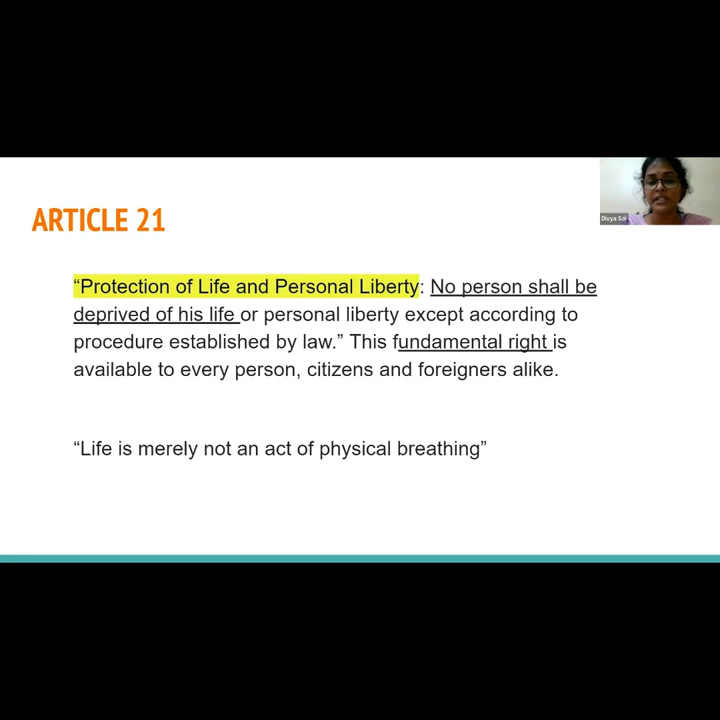 ARTICLE 21
Divya Sai
“Protection of Life and Personal Liberty: No person shall be
deprived of his life or personal liberty except according to
procedure established by law.” This fundamental right is
available to every person, citizens and foreigners alike.
“Life is merely not an act of physical breathing”